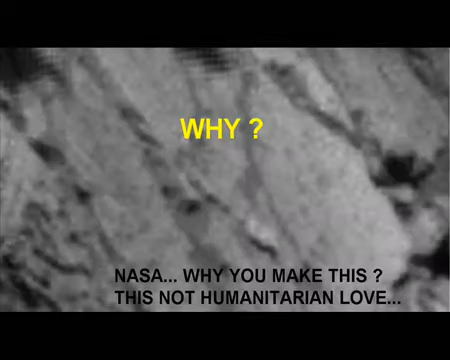 WHY ?
NASA... WHY YOU MAKE THIS ?
THIS NOT HUMANITARIAN LOVE...